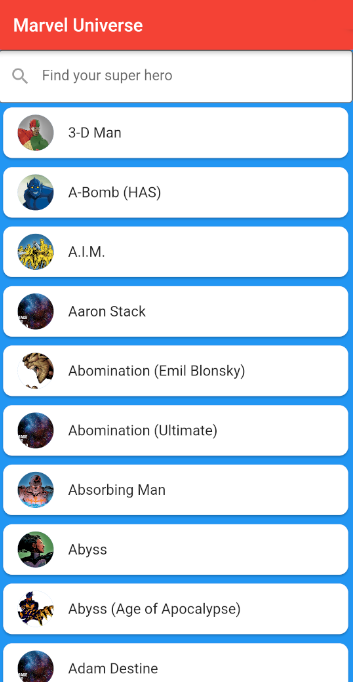 Marvel Universe
Find your super hero
3-D Man
A-Bomb (HAS)
A.I.M.
Aaron Stack
Abomination (Emil Blonsky)
Abomination (Ultimate)
Absorbing Man
Abyss
Abyss (Age of Apocalypse)
Adam Destine